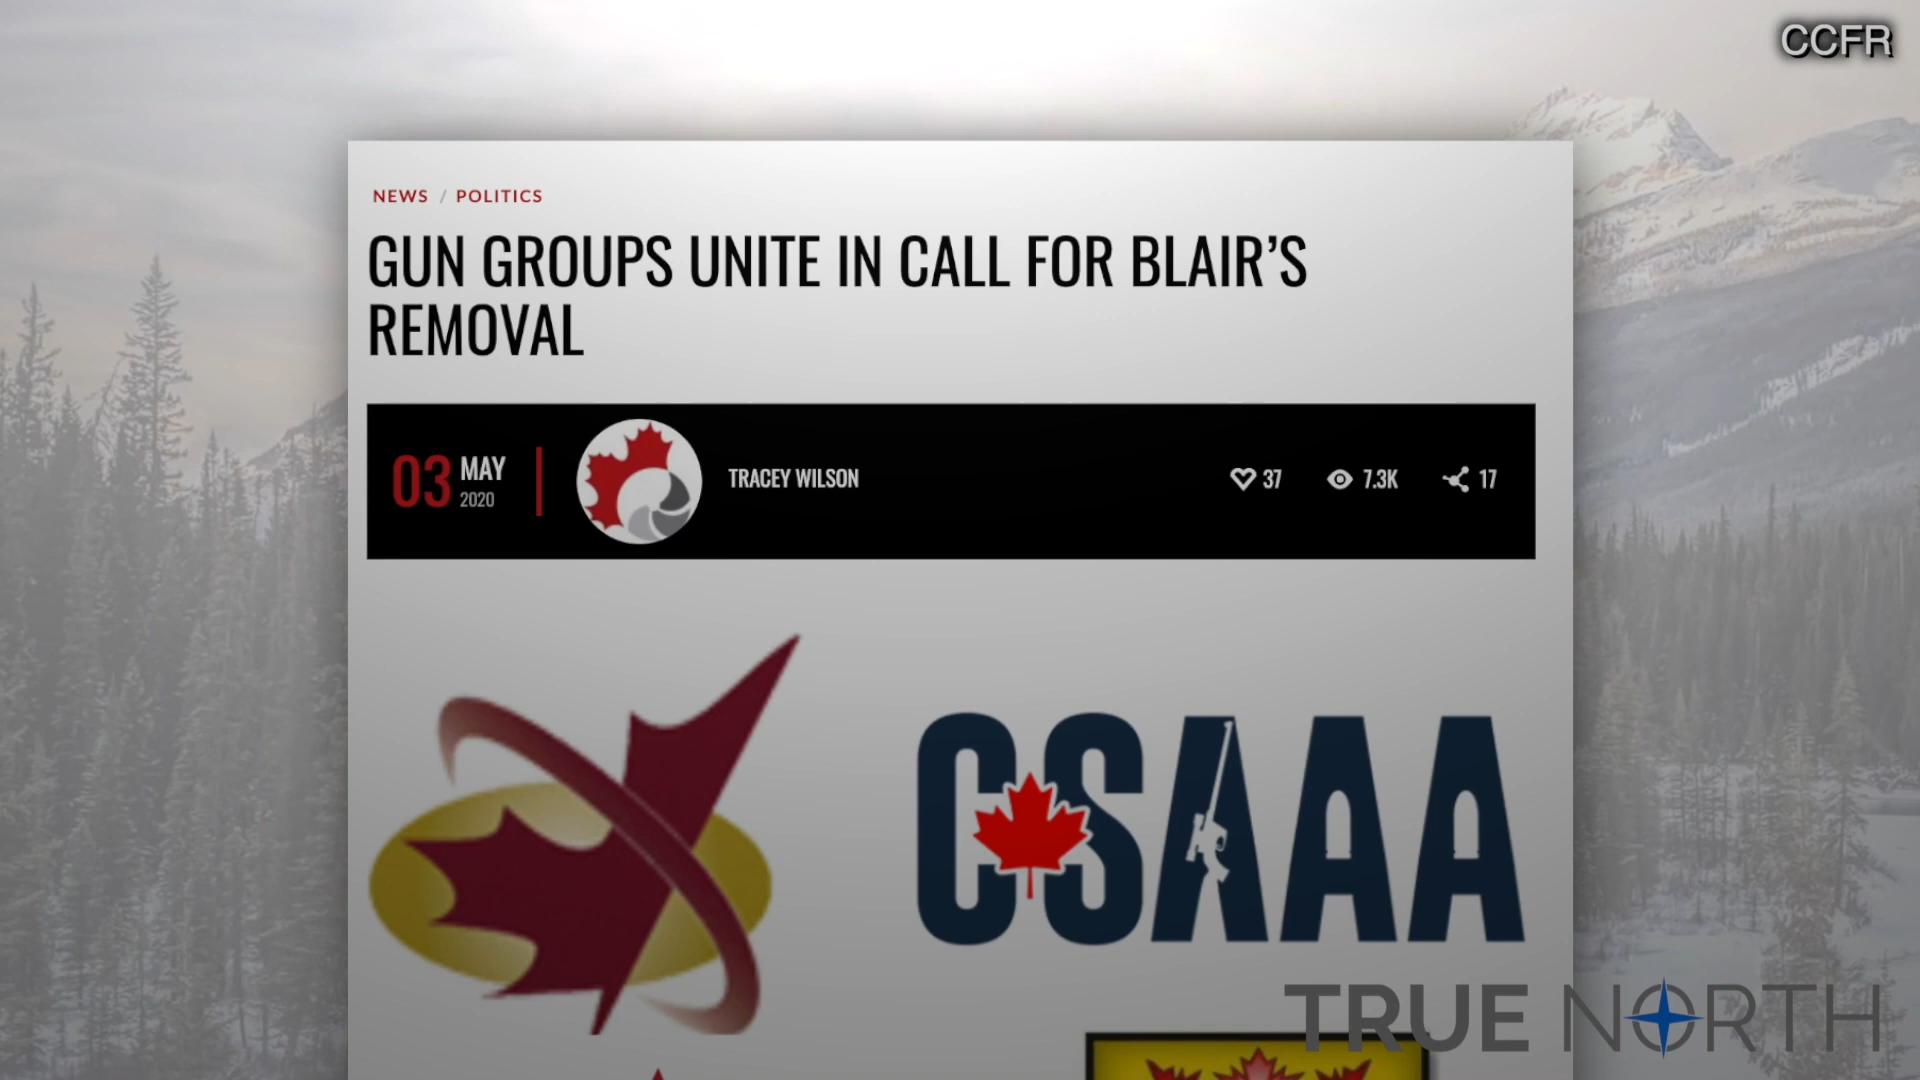 CCFR
NEWS / POLITICS
GUN GROUPS UNITE IN CALL FOR BLAIR’S
REMOVAL
03 MAY 2020
TRACEY WILSON
37
7.3K
17
CSAAA
TRUE NORTH